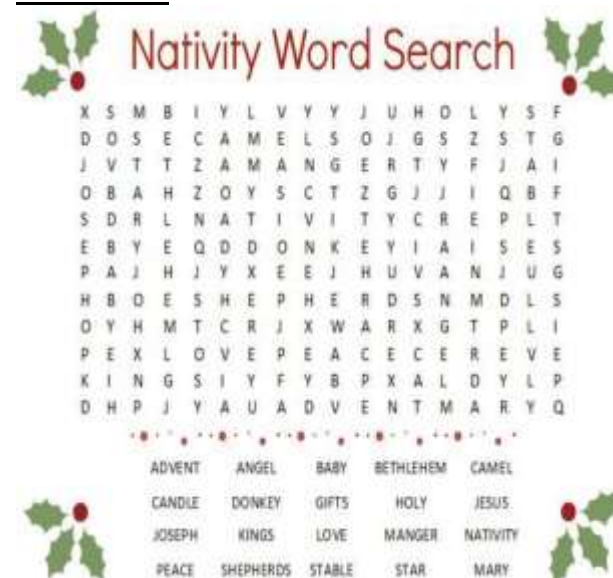 Nativity Word Search
X S M B I Y L V Y Y J U H O L Y S F
D O S E C A M E L S O J G S Z S T G
J V T T Z A M A N G E R T Y F J A I
O B A H Z O Y S C T Z G J J I Q B F
S D R L N A T I V I T Y C R E P L T
E B Y E Q D D O N K E Y I A I S E S
P A J H J Y X E E J H U V A N J U G
H B O E S H E P H E R D S N M D L S
O Y H M T C R J X W A R X G T P L I
P E X L O V E P E A C E C E R E V E
K I N G S I Y F Y B P X A L D Y L P
D H P J Y A U A D V E N T M A R Y Q
ADVENT ANGEL BABY BETHLEHEM CAMEL
CANDLE DONKEY GIFTS HOLY JESUS
JOSEPH KINGS LOVE MANGER NATIVITY
PEACE SHEPHERDS STABLE STAR MARY